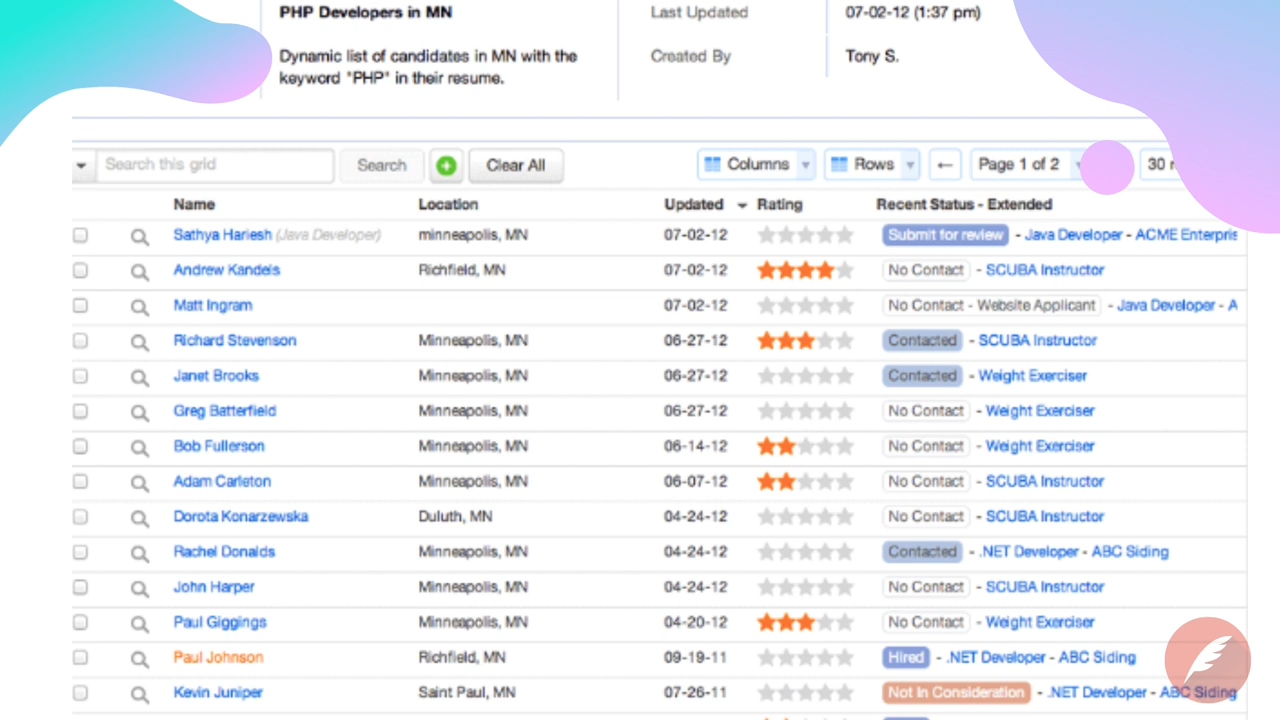 PHP Developers in MN Last Updated 07-02-12 (1:37 pm)
Dynamic list of candidates in MN with the Created By Tony S.
keyword "PHP" in their resume.
Search this grid Search Clear All Columns Rows ← Page 1 of 2 30
Name Location Updated Rating Recent Status - Extended
Sathya Hariesh (Java Developer) minneapolis, MN 07-02-12 Submit for review - Java Developer - ACME
Andrew Kandels Richfield, MN 07-02-12 No Contact - SCUBA Instructor
Matt Ingram 07-02-12 No Contact - Website Applicant - Java Developer - A
Richard Stevenson Minneapolis, MN 06-27-12 Contacted - SCUBA Instructor
Janet Brooks Minneapolis, MN 06-27-12 Contacted - Weight Exerciser
Greg Batterfield Minneapolis, MN 06-27-12 No Contact - Weight Exerciser
Bob Fullerson Minneapolis, MN 06-14-12 No Contact - Weight Exerciser
Adam Carleton Minneapolis, MN 06-07-12 No Contact - SCUBA Instructor
Dorota Konarzewska Duluth, MN 04-24-12 No Contact - SCUBA Instructor
Rachel Donalds Minneapolis, MN 04-24-12 Contacted - .NET Developer - ABC Siding
John Harper Minneapolis, MN 04-24-12 No Contact - SCUBA Instructor
Paul Giggings Minneapolis, MN 04-20-12 No Contact - Weight Exerciser
Paul Johnson Richfield, MN 09-19-11 Hired - .NET Developer - ABC Siding
Kevin Juniper Saint Paul, MN 07-26-11 Not In Consideration - .NET Developer - ABC Siding